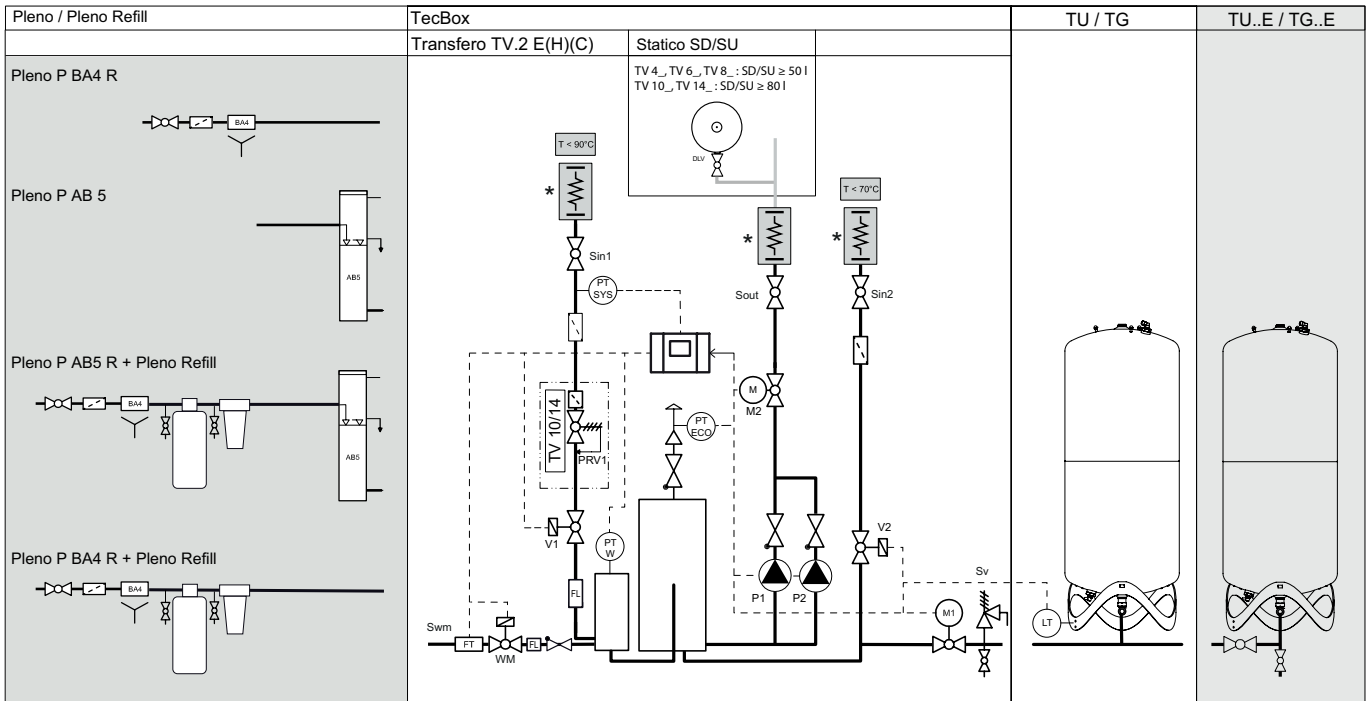 Pleno / Pleno Refill
TecBox
TU / TG
TU..E / TG..E
Transfero TV.2 E(H)(C)
Statico SD/SU
Pleno P BA4 R
BA4
Pleno P AB 5
AB5
Pleno P AB5 R + Pleno Refill
BA4
AB5
Pleno P BA4 R + Pleno Refill
BA4
TV 4_, TV 6_, TV 8_ : SD/SU ≥ 50 l
TV 10_, TV 14_ : SD/SU ≥ 80 l
DLV
T < 90°C
T < 70°C
*
*
*
Sin1
PT
SYS
Sout
Sin2
TV 10/14
PRV1
PT
ECO
M
M2
V1
PT
W
V2
FL
P1
P2
Sv
M1
LT
Swm
FT
WM
FL